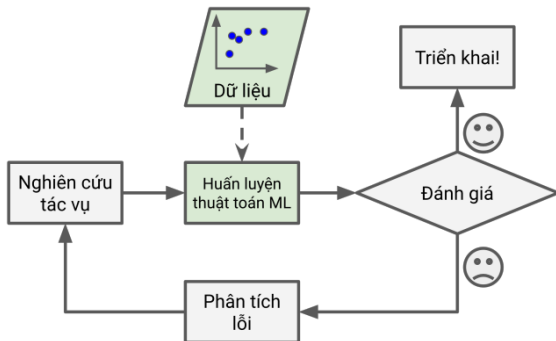 Dữ liệu
Triển khai!
Nghiên cứu
tác vụ
Huấn luyện
thuật toán ML
Đánh giá
Phân tích
lỗi